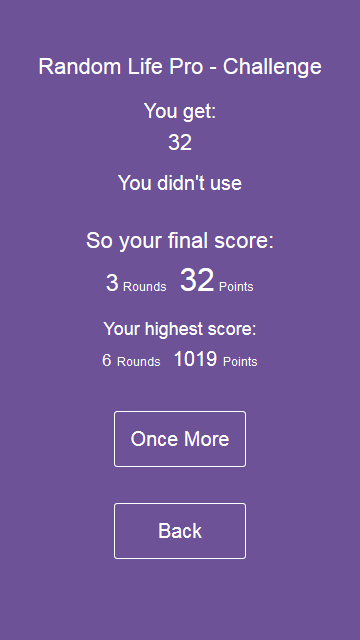 Random Life Pro - Challenge
You get:
32
You didn't use
So your final score:
3 Rounds 32 Points
Your highest score:
6 Rounds 1019 Points
Once More
Back